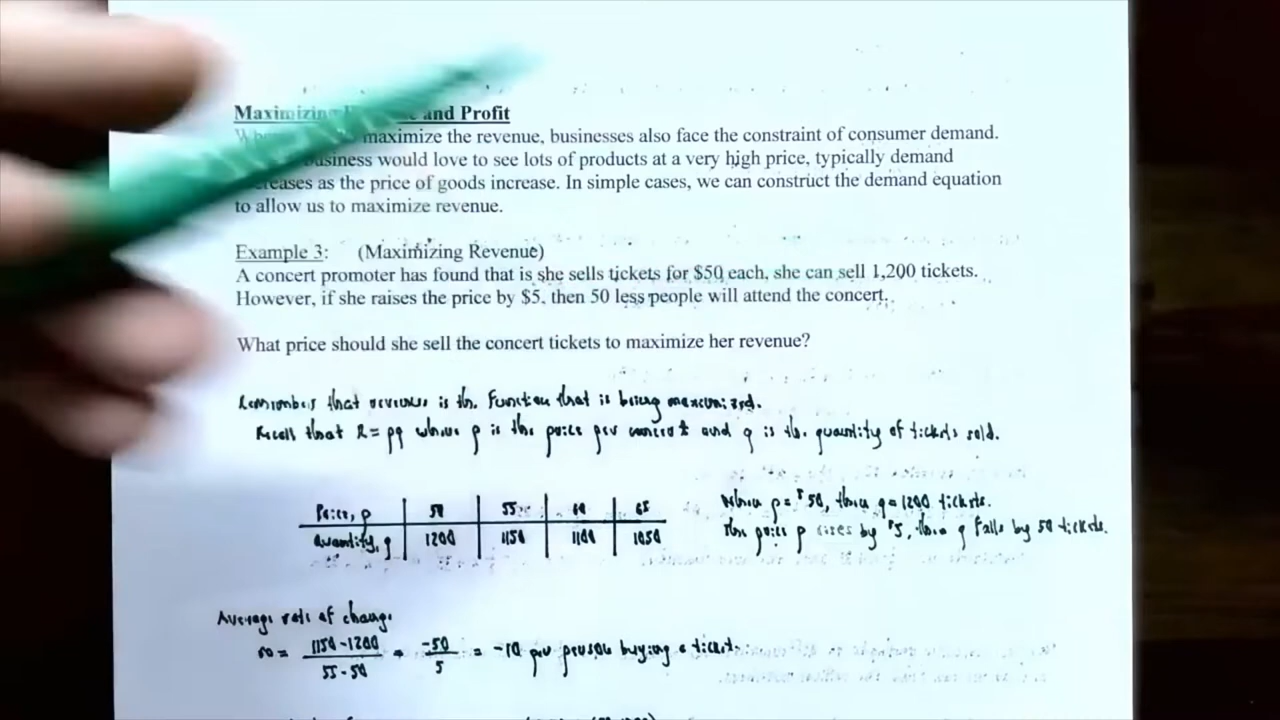 Maximizing and Profit
maximize the revenue, businesses also face the constraint of consumer demand.
business would love to see lots of products at a very high price, typically demand
creases as the price of goods increase. In simple cases, we can construct the demand equation
to allow us to maximize revenue.
Example 3: (Maximizing Revenue)
A concert promoter has found that is she sells tickets for $50 each, she can sell 1,200 tickets.
However, if she raises the price by $5, then 50 less people will attend the concert.
What price should she sell the concert tickets to maximize her revenue?
Remember that revenue is the function that is being maximized.
Recall that R = pq where p is the price per concert and q is the quantity of tickets sold.
Price, p 50 55 60 65
Quantity, q 1200 1150 1100 1050
When p = $50, then q = 1200 tickets.
The price p rises by $5, then q falls by 50 tickets.
Average rate of change
m = 1150-1200 / 55-50 = -50 / 5 = -10 per person buying a ticket.